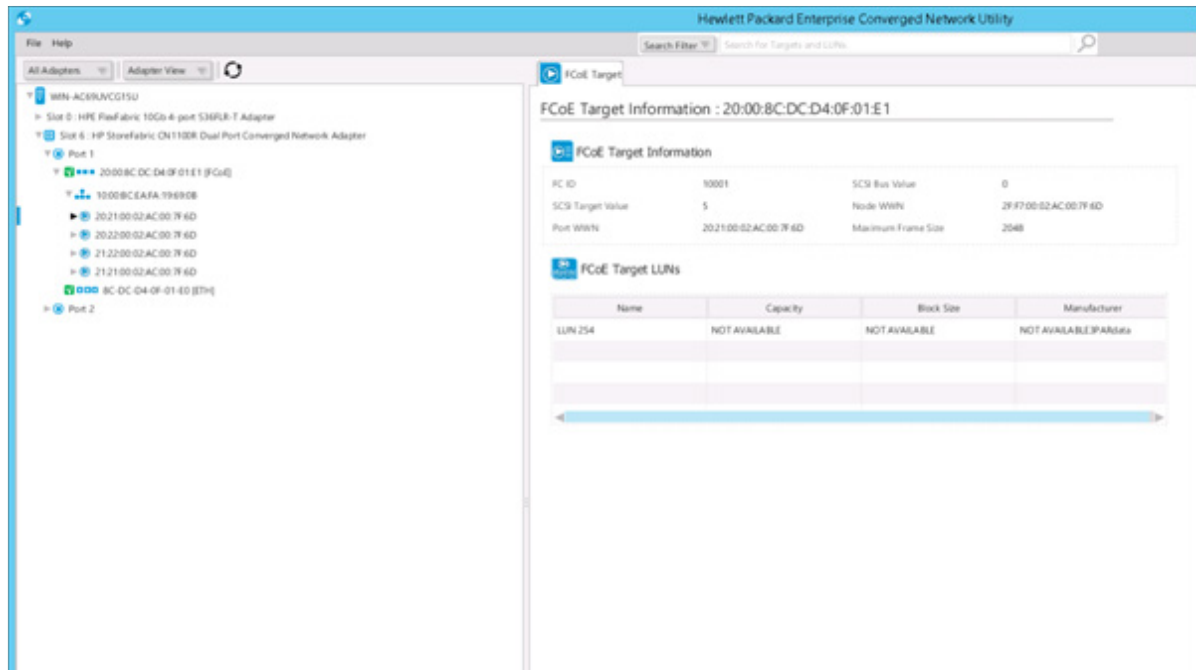 Hewlett Packard Enterprise Converged Network Utility
File Help
Search Filter Search for Targets and LUNs
All Adapters Adapter View
WIN-AC69UVCG1SU
Slot 0 : HPE FlexFabric 10Gb 4-port 536FLR-T Adapter
Slot 6 : HP StoreFabric CN1100R Dual Port Converged Network Adapter
Port 1
20:00:8C:DC:D4:0F:01:E1 [FCoE]
10:00:8C:EA:FA:19:69:0B
20:21:00:02:AC:00:7F:6D
20:22:00:02:AC:00:7F:6D
21:22:00:02:AC:00:7F:6D
21:21:00:02:AC:00:7F:6D
8C-DC-D4-0F-01-E0 [ETH]
Port 2
FCoE Target
FCoE Target Information : 20:00:8C:DC:D4:0F:01:E1
FCoE Target Information
FC ID 10001 SCSI Bus Value 0
SCSI Target Value 5 Node WWN: 2F:F7:00:02:AC:00:7F:6D
Port WWN: 20:21:00:02:AC:00:7F:6D Maximum Frame Size 2048
FCoE Target LUNs
Name Capacity Block Size Manufacturer
LUN 254 NOT AVAILABLE NOT AVAILABLE NOT AVAILABLE3PARdata